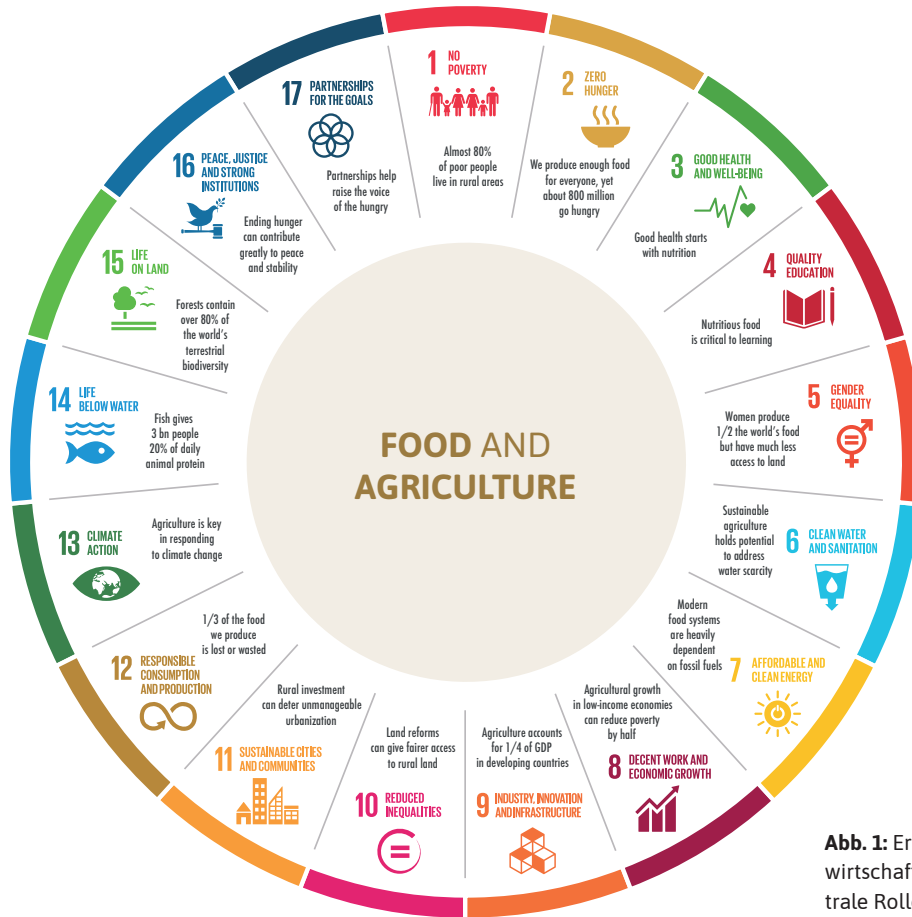 1 NO
POVERTY
Almost 80%
of poor people
live in rural areas
2 ZERO
HUNGER
We produce enough food
for everyone, yet
about 800 million
go hungry
3 GOOD HEALTH
AND WELL-BEING
Good health starts
with nutrition
4 QUALITY
EDUCATION
Nutritious food
is critical to learning
5 GENDER
EQUALITY
Women produce
1/2 the world's food
but have much less
access to land
6 CLEAN WATER
AND SANITATION
Sustainable
agriculture
holds potential
to address
water scarcity
7 AFFORDABLE AND
CLEAN ENERGY
Modern
food systems
are heavily
dependent
on fossil fuels
8 DECENT WORK AND
ECONOMIC GROWTH
Agricultural growth
in low-income economies
can reduce poverty
by half
9 INDUSTRY, INNOVATION
AND INFRASTRUCTURE
Agriculture accounts
for 1/4 of GDP
in developing countries
10 REDUCED
INEQUALITIES
Land reforms
can give fairer access
to rural land
11 SUSTAINABLE CITIES
AND COMMUNITIES
Rural investment
can deter unmanageable
urbanization
12 RESPONSIBLE
CONSUMPTION
AND PRODUCTION
1/3 of the food
we produce
is lost or wasted
13 CLIMATE
ACTION
Agriculture is key
in responding
to climate change
14 LIFE
BELOW WATER
Fish gives
3 bn people
20% of daily
animal protein
15 LIFE
ON LAND
Forests contain
over 80% of
the world's
terrestrial
biodiversity
16 PEACE, JUSTICE
AND STRONG
INSTITUTIONS
Ending hunger
can contribute
greatly to peace
and stability
17 PARTNERSHIPS
FOR THE GOALS
Partnerships help
raise the voice
of the hungry
FOOD AND
AGRICULTURE
Abb. 1: Er
wirtschaf
trale Roll